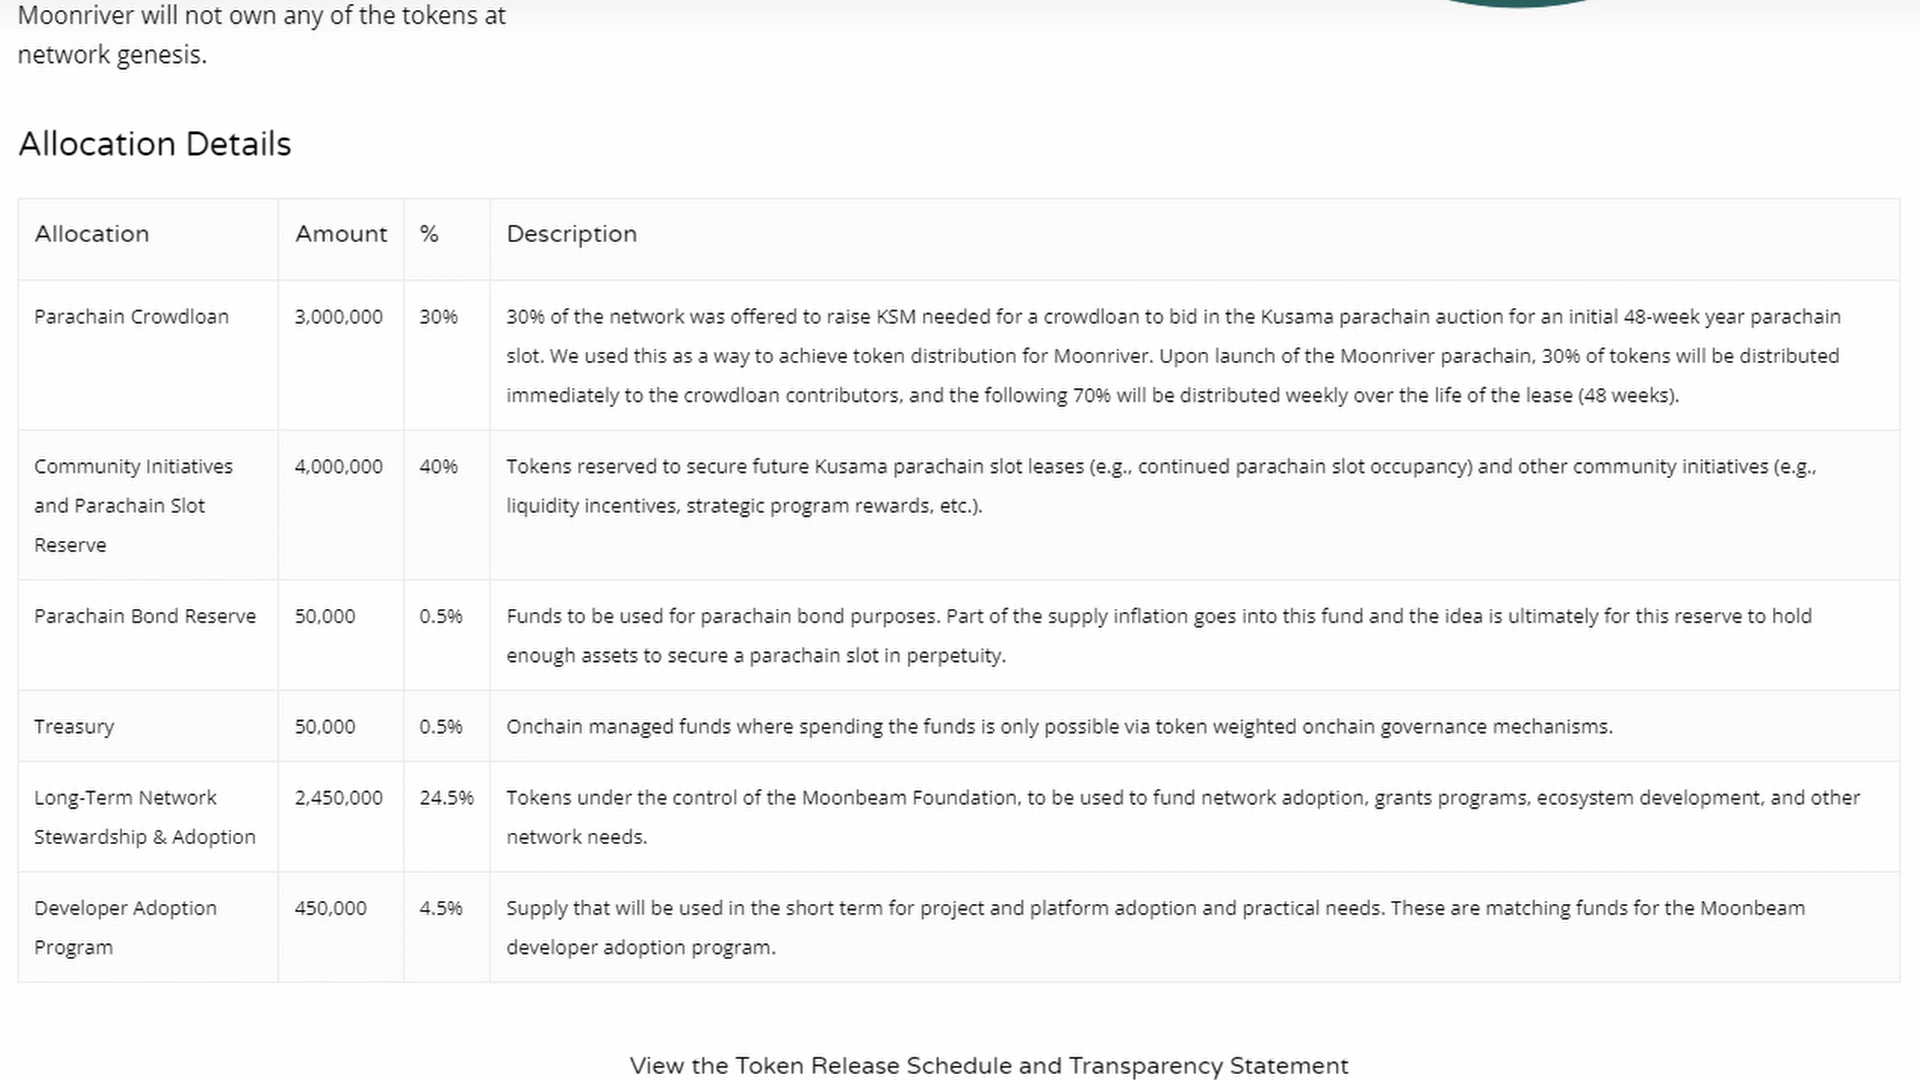 Moonriver will not own any of the tokens at
network genesis.
Allocation Details
Allocation Amount % Description
Parachain Crowdloan 3,000,000 30% 30% of the network was offered to raise KSM needed for a crowdloan to bid in the Kusama parachain auction for an initial 48-week year parachain
slot. We used this as a way to achieve token distribution for Moonriver. Upon launch of the Moonriver parachain, 30% of tokens will be distributed
immediately to the crowdloan contributors, and the following 70% will be distributed weekly over the life of the lease (48 weeks).
Community Initiatives 4,000,000 40% Tokens reserved to secure future Kusama parachain slot leases (e.g., continued parachain slot occupancy) and other community initiatives (e.g.,
and Parachain Slot liquidity incentives, strategic program rewards, etc.).
Reserve
Parachain Bond Reserve 50,000 0.5% Funds to be used for parachain bond purposes. Part of the supply inflation goes into this fund and the idea is ultimately for this reserve to hold
enough assets to secure a parachain slot in perpetuity.
Treasury 50,000 0.5% Onchain managed funds where spending the funds is only possible via token weighted onchain governance mechanisms.
Long-Term Network 2,450,000 24.5% Tokens under the control of the Moonbeam Foundation, to be used to fund network adoption, grants programs, ecosystem development, and other
Stewardship & Adoption network needs.
Developer Adoption 450,000 4.5% Supply that will be used in the short term for project and platform adoption and practical needs. These are matching funds for the Moonbeam
Program developer adoption program.
View the Token Release Schedule and Transparency Statement